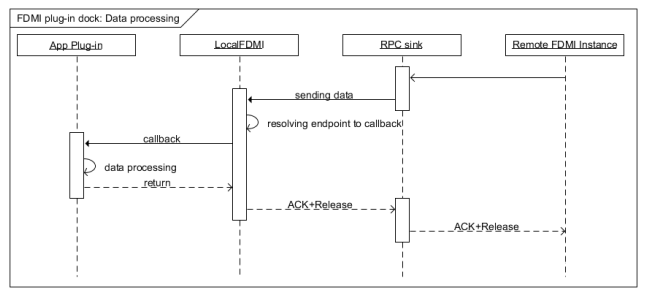 FDMI plug-in dock: Data processing
App Plug-in
LocalFDMI
RPC sink
Remote FDMI Instance
sending data
resolving endpoint to callback
callback
data processing
return
ACK+Release
ACK+Release